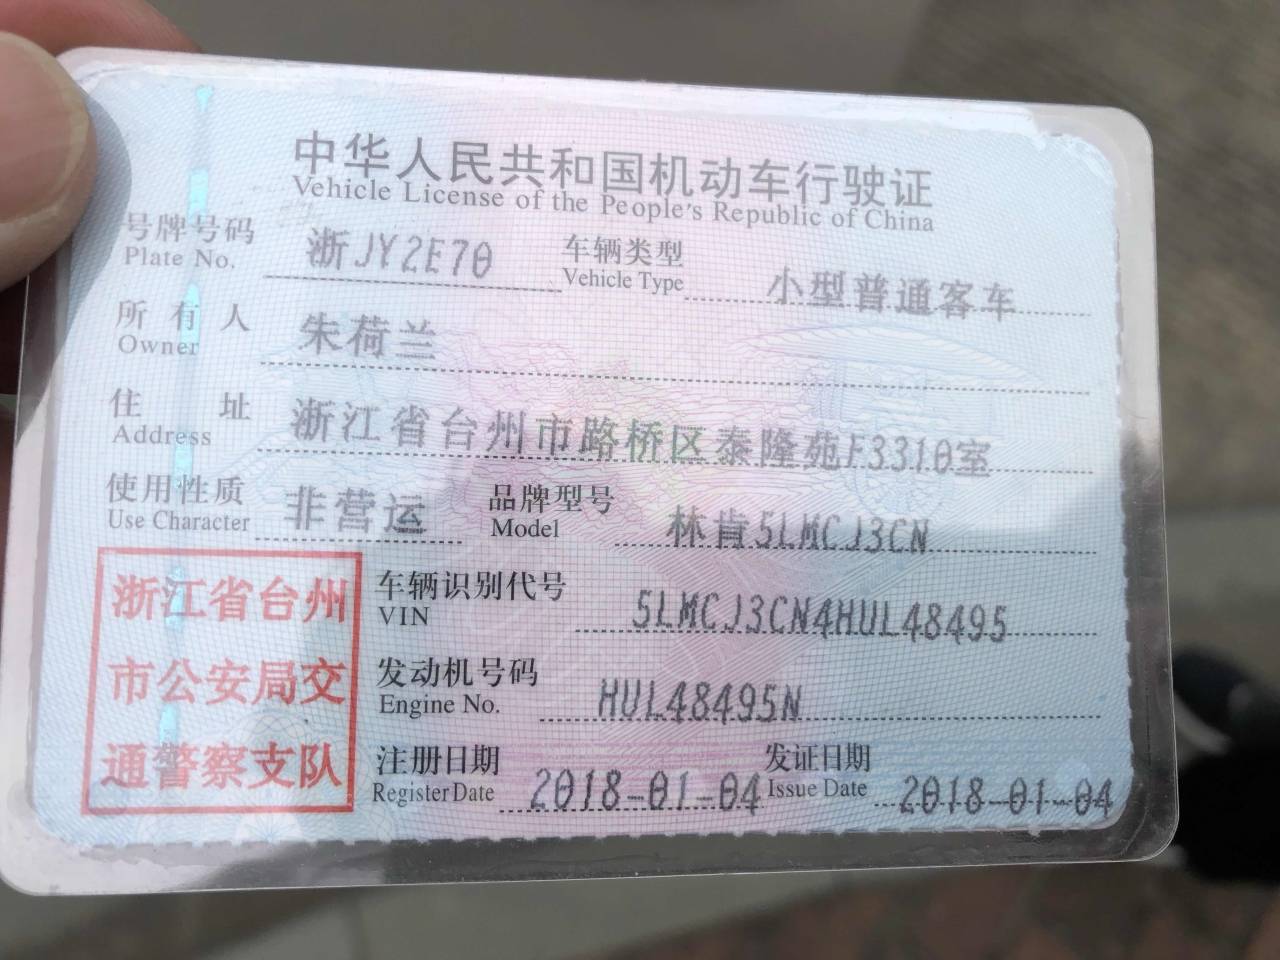 中华人民共和国机动车行驶证
Vehicle License of the People's Republic of China
号牌号码 浙JY2E70 车辆类型 小型普通客车
Plate No. Vehicle Type
所有人 朱荷兰
Owner
住址 浙江省台州市路桥区泰隆苑F3310室
Address
使用性质 非营运 品牌型号 林肯5LMCJ3CN
Use Character Model
浙江省台州
市公安局交
通警察支队
车辆识别代号 5LMCJ3CN4HUL48495
VIN
发动机号码 HUL48495N
Engine No.
注册日期 2018-01-04 发证日期 2018-01-04
Register Date Issue Date